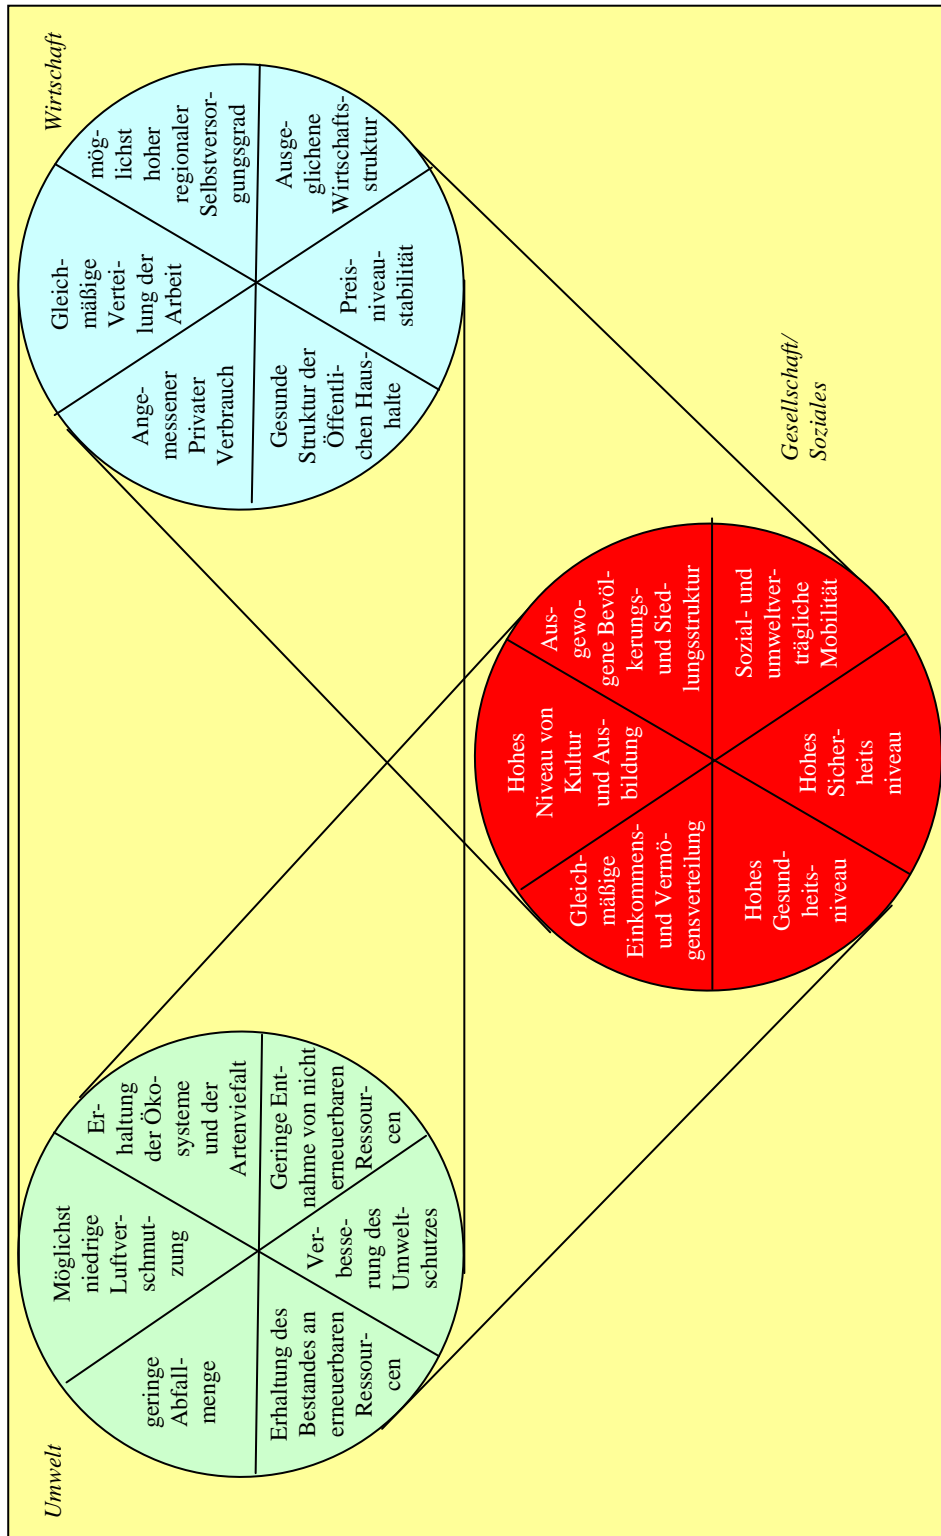 Umwelt
Möglichst
niedrige
Luftver-
schmut-
zung
Er-
haltung
der Öko-
systeme
und der
Artenviefalt
geringe
Abfall-
menge
Geringe Ent-
nahme von nicht
erneuerbaren
Ressour-
cen
Erhaltung des
Bestandes an
erneuerbaren
Ressour-
cen
Ver-
besse-
rung des
Umwelt-
schutzes
Wirtschaft
Gleich-
mäßige
Vertei-
lung der
Arbeit
mög-
lichst
hoher
regionaler
Selbstversor-
gungsgrad
Ange-
messener
Privater
Verbrauch
Ausge-
glichene
Wirtschafts-
struktur
Gesunde
Struktur der
Öffentli-
chen Haus-
halte
Preis-
niveau-
stabilität
Gesellschaft/
Soziales
Hohes
Niveau von
Kultur
und Aus-
bildung
Aus-
gewo-
gene Bevöl-
kerungs-
und Sied-
lungsstruktur
Gleich-
mäßige
Einkommens-
und Vermö-
gensverteilung
Sozial- und
umweltver-
trägliche
Mobilität
Hohes
Gesund-
heits-
niveau
Hohes
Sicher-
heits
niveau